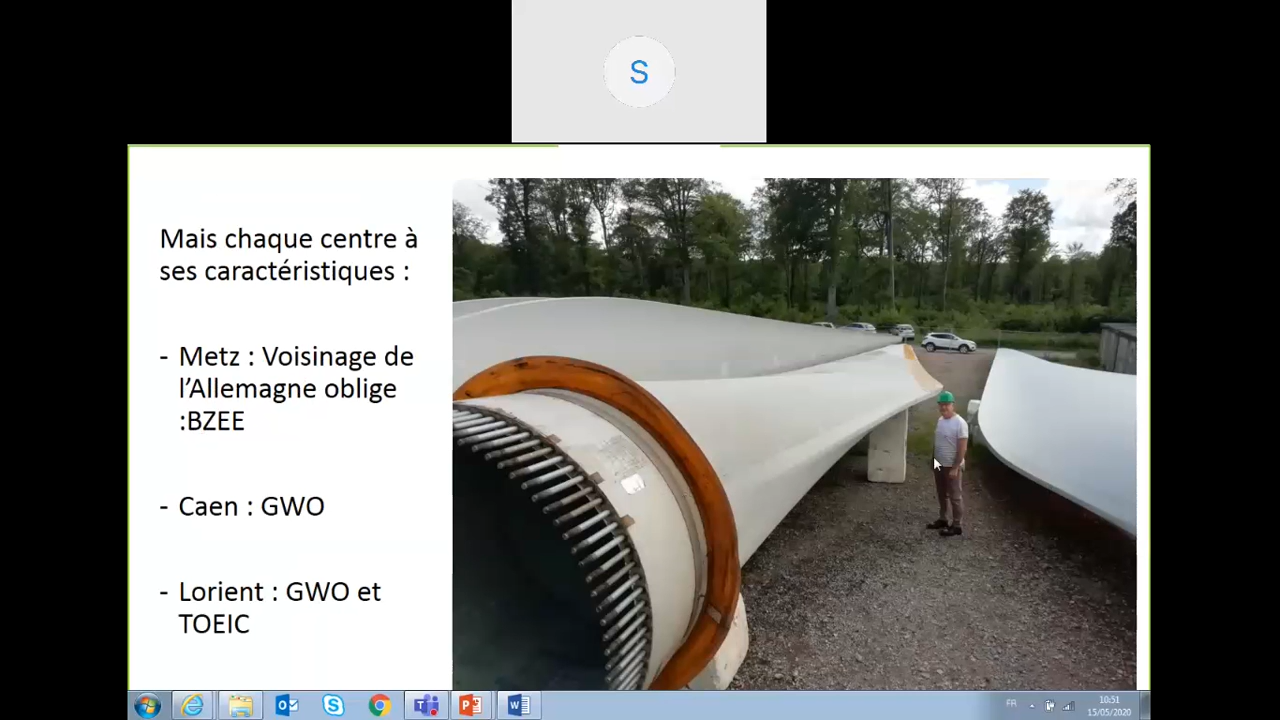 S
Mais chaque centre à
ses caractéristiques :
- Metz : Voisinage de
l'Allemagne oblige
:BZEE
- Caen : GWO
- Lorient : GWO et
TOEIC
FR
10:51
15/05/2020